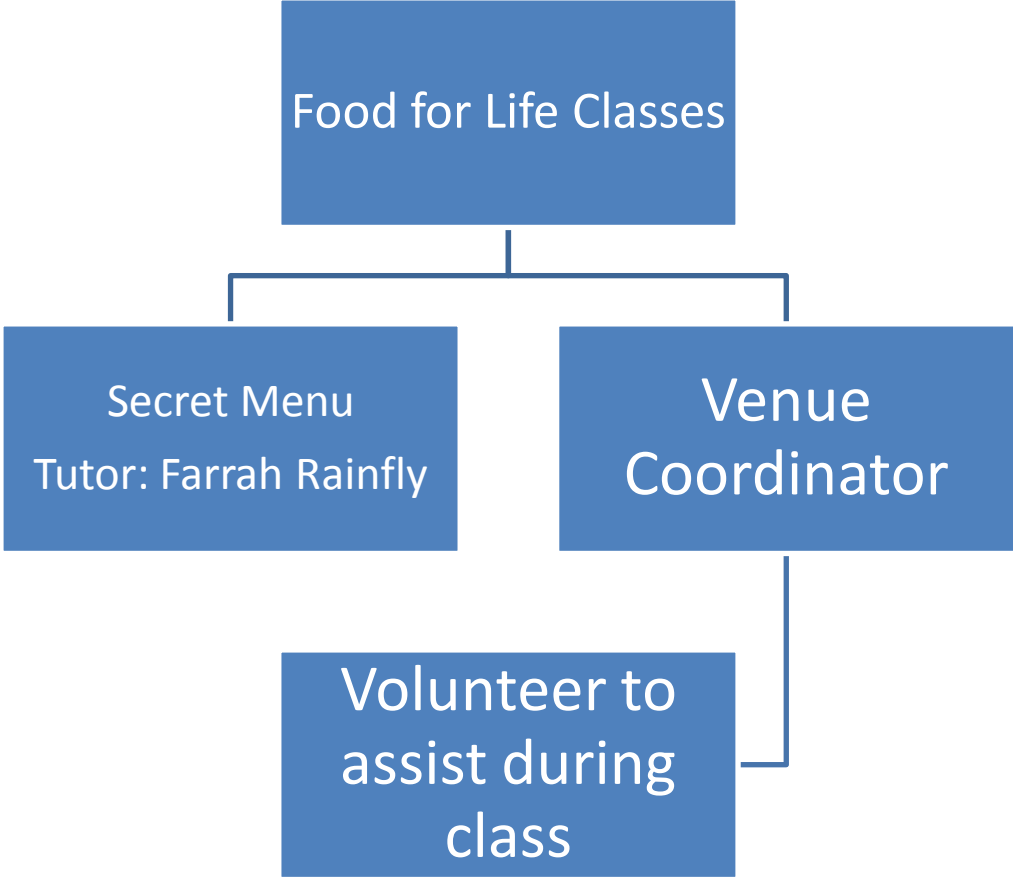 Food for Life Classes
Secret Menu
Tutor: Farrah Rainfly
Venue
Coordinator
Volunteer to
assist during
class